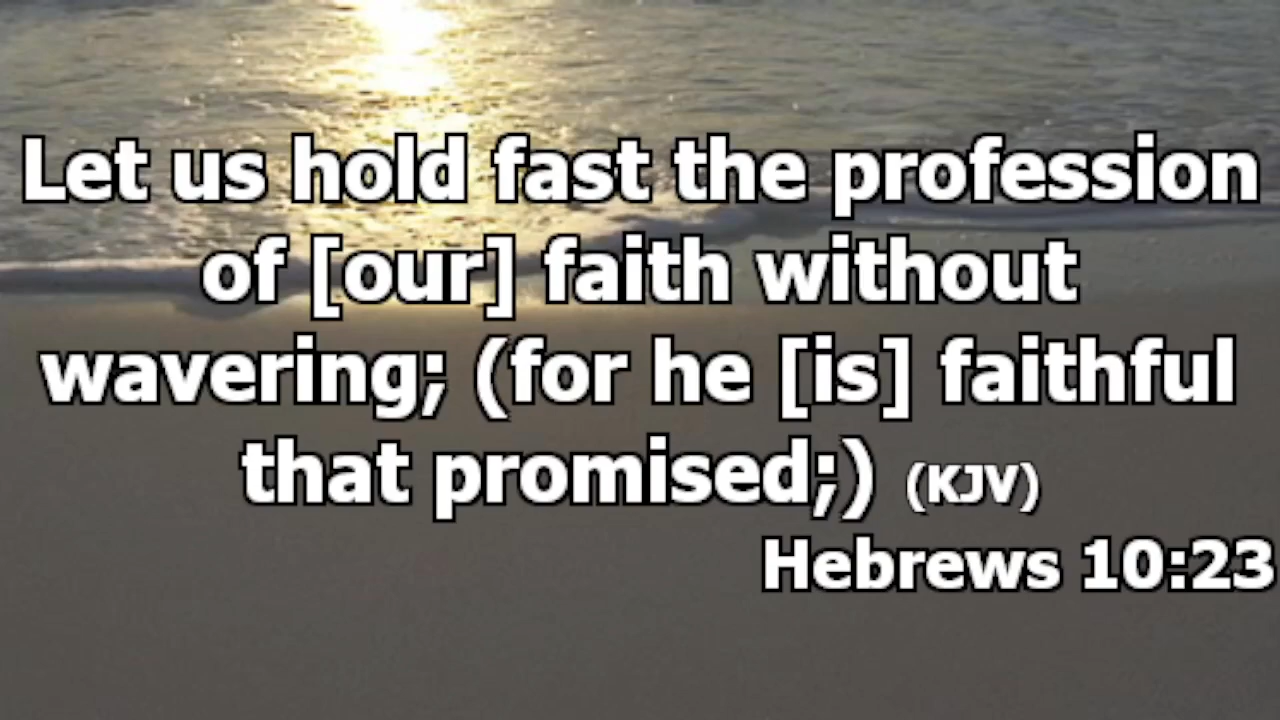 Let us hold fast the profession
of [our] faith without
wavering; (for he [is] faithful
that promised;) (KJV)
Hebrews 10:23